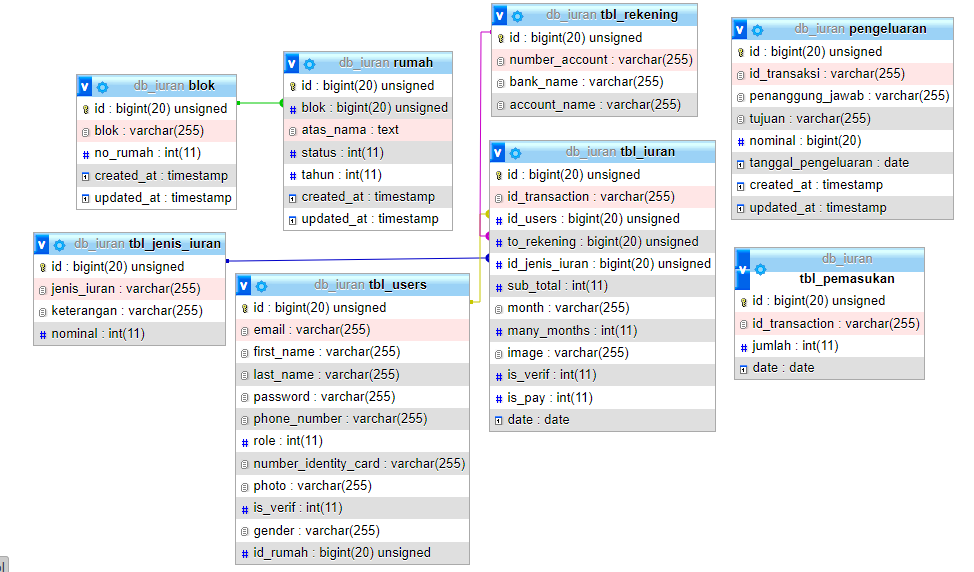 db_iuran blok
id : bigint(20) unsigned
blok : varchar(255)
no_rumah : int(11)
created_at : timestamp
updated_at : timestamp
db_iuran rumah
id : bigint(20) unsigned
blok : bigint(20) unsigned
atas_nama : text
status : int(11)
tahun : int(11)
created_at : timestamp
updated_at : timestamp
db_iuran tbl_rekening
id : bigint(20) unsigned
number_account : varchar(255)
bank_name : varchar(255)
account_name : varchar(255)
db_iuran pengeluaran
id : bigint(20) unsigned
id_transaksi : varchar(255)
penanggung_jawab : varchar(255)
tujuan : varchar(255)
nominal : bigint(20)
tanggal_pengeluaran : date
created_at : timestamp
updated_at : timestamp
db_iuran tbl_jenis_iuran
id : bigint(20) unsigned
jenis_iuran : varchar(255)
keterangan : varchar(255)
nominal : int(11)
db_iuran tbl_users
id : bigint(20) unsigned
email : varchar(255)
first_name : varchar(255)
last_name : varchar(255)
password : varchar(255)
phone_number : varchar(255)
role : int(11)
number_identity_card : varchar(255)
photo : varchar(255)
is_verif : int(11)
gender : varchar(255)
id_rumah : bigint(20) unsigned
db_iuran tbl_iuran
id : bigint(20) unsigned
id_transaction : varchar(255)
id_users : bigint(20) unsigned
to_rekening : bigint(20) unsigned
id_jenis_iuran : bigint(20) unsigned
sub_total : int(11)
month : varchar(255)
many_months : int(11)
image : varchar(255)
is_verif : int(11)
is_pay : int(11)
date : date
db_iuran
tbl_pemasukan
id : bigint(20) unsigned
id_transaction : varchar(255)
jumlah : int(11)
date : date